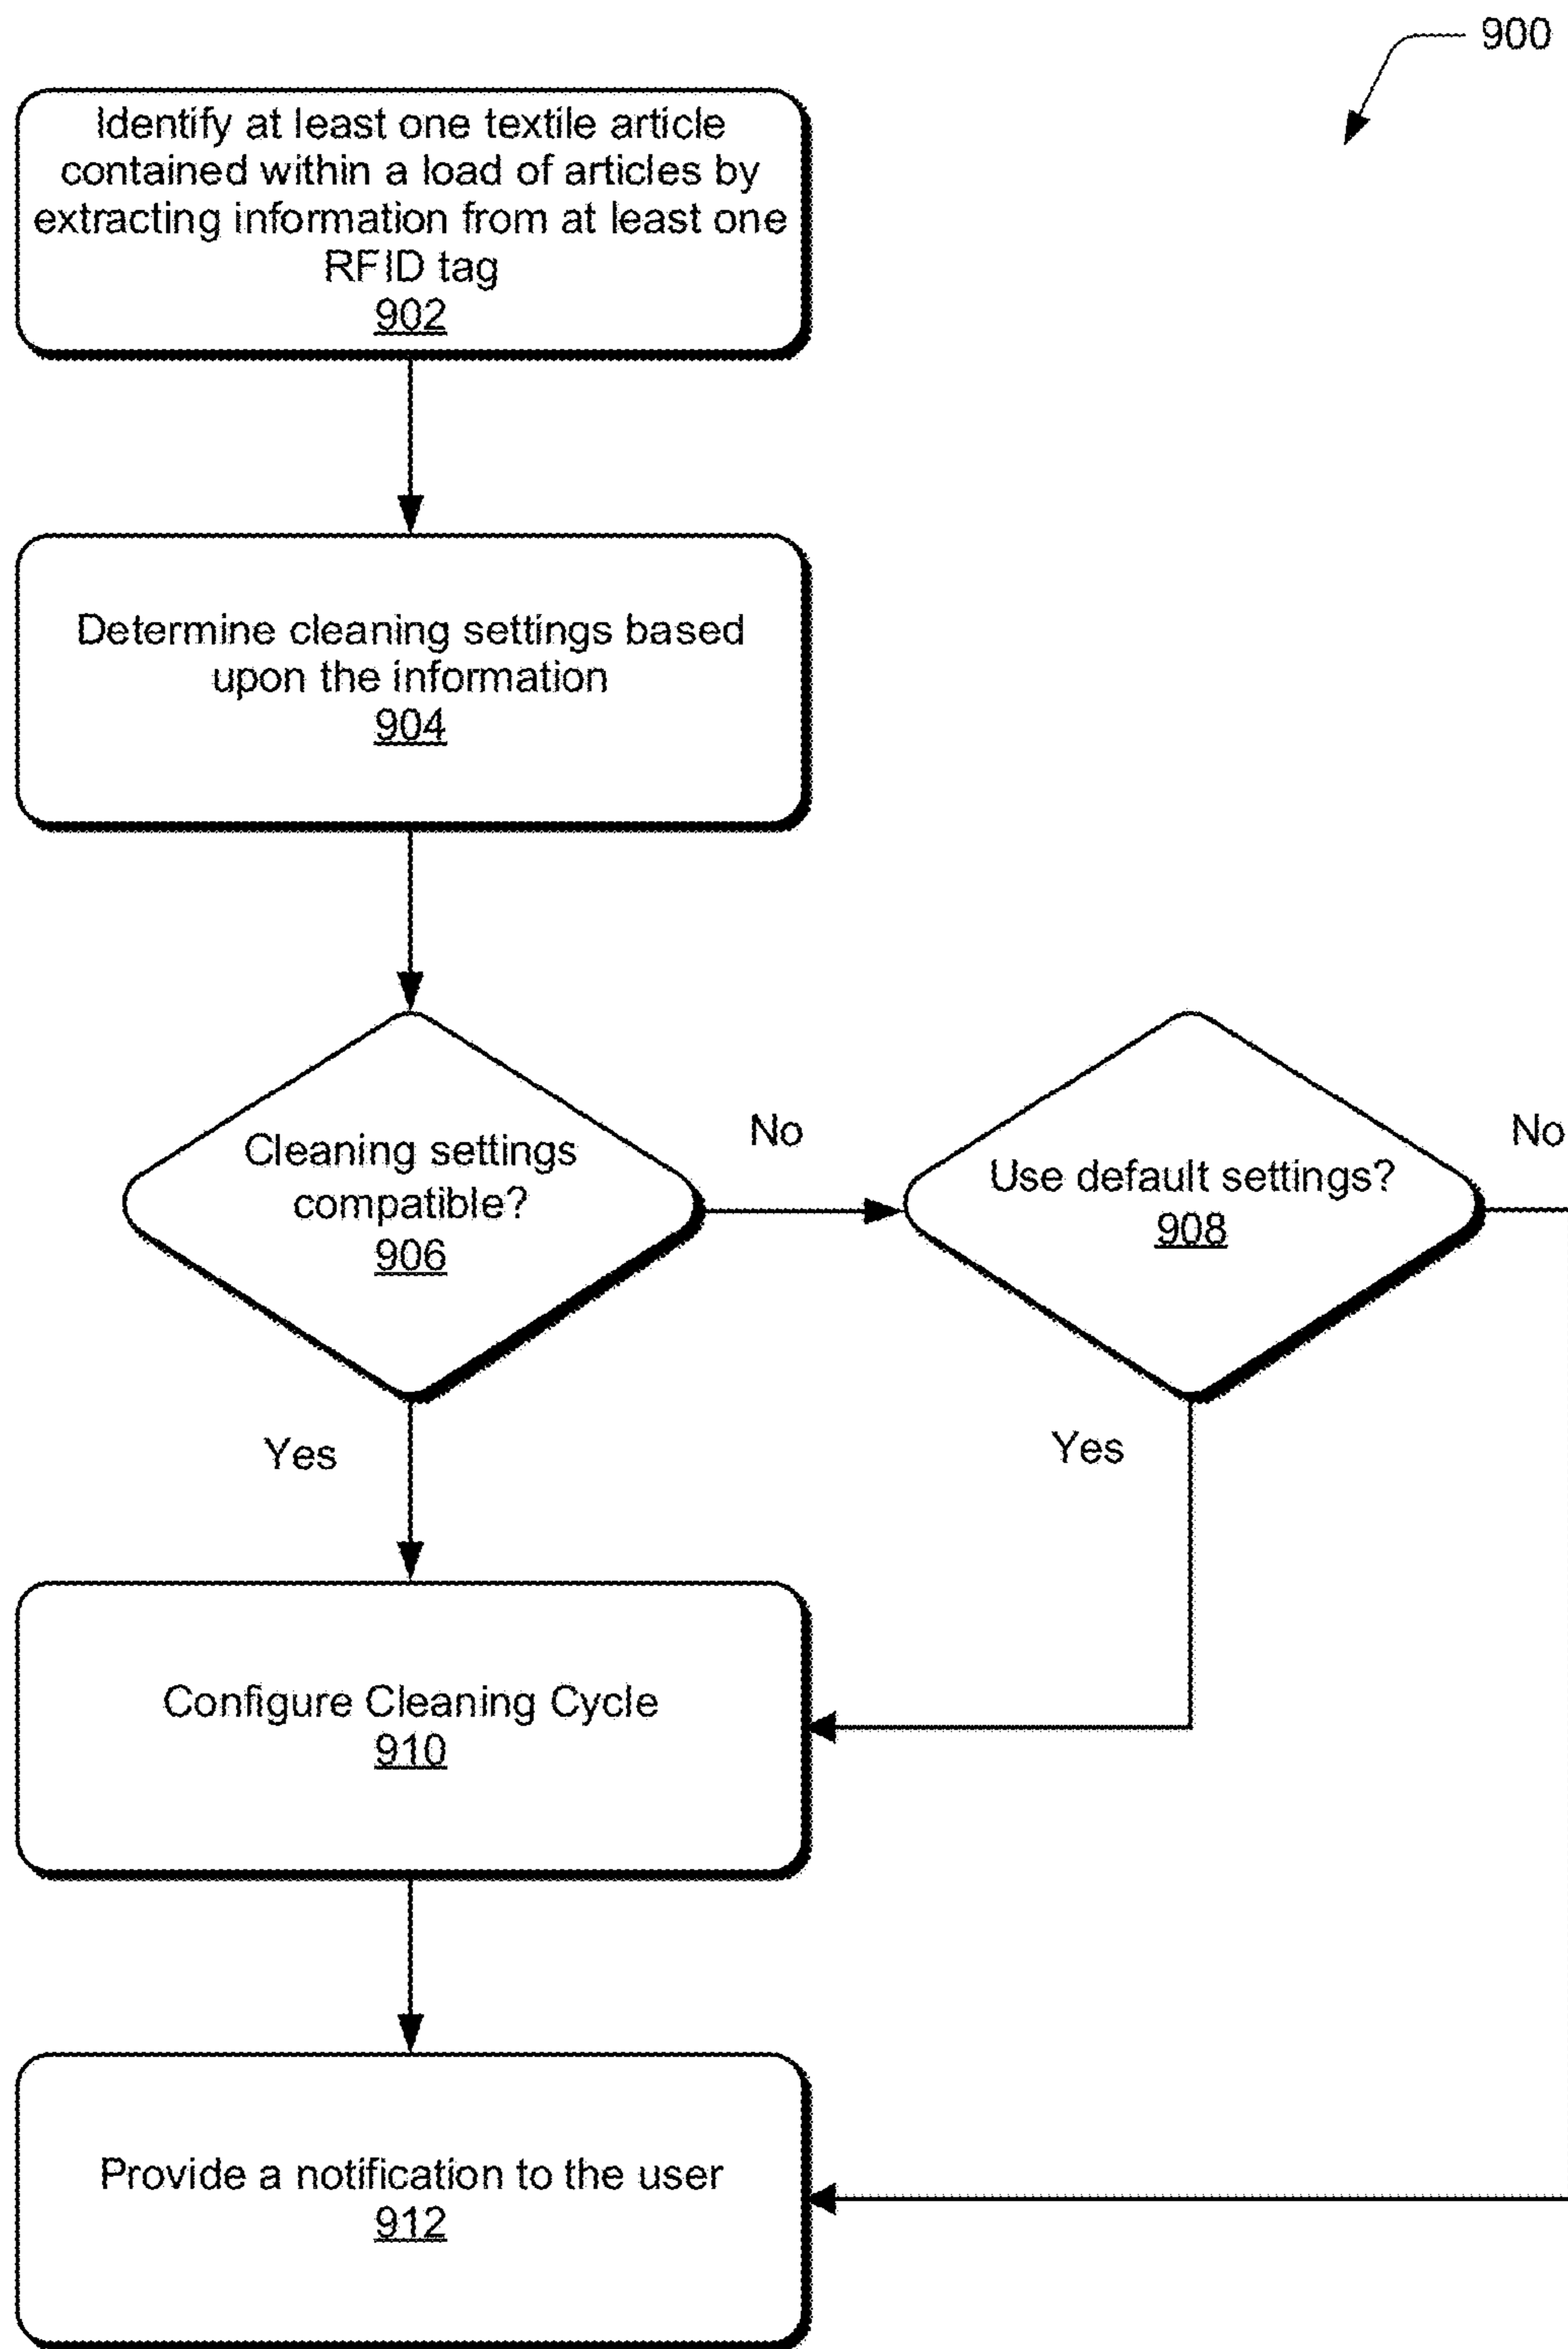 900
Identify at least one textile article
contained within a load of articles by
extracting information from at least one
RFID tag
902
Determine cleaning settings based
upon the information
904
Cleaning settings
compatible?
906
No
Use default settings?
908
No
Yes
Yes
Configure Cleaning Cycle
910
Provide a notification to the user
912